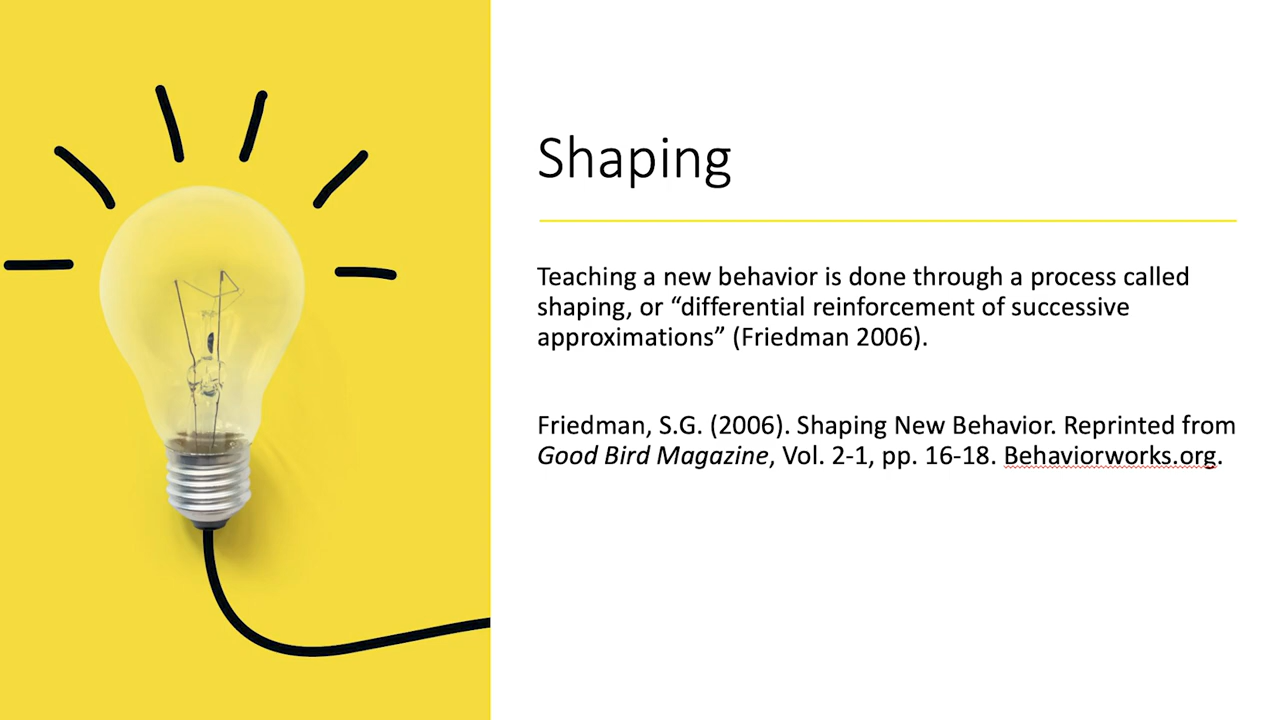 Shaping
Teaching a new behavior is done through a process called
shaping, or “differential reinforcement of successive
approximations” (Friedman 2006).
Friedman, S.G. (2006). Shaping New Behavior. Reprinted from
Good Bird Magazine, Vol. 2-1, pp. 16-18. Behaviorworks.org.